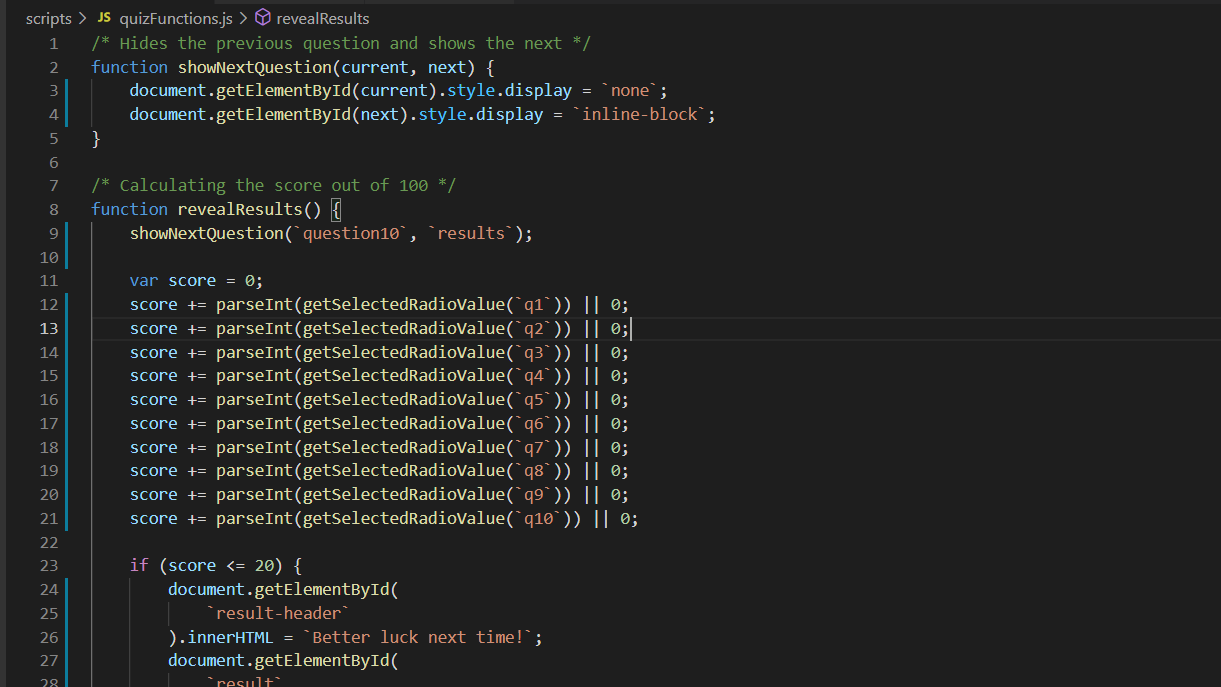 scripts > JS quizFunctions.js > revealResults
1 /* Hides the previous question and shows the next */
2 function showNextQuestion(current, next) {
3     document.getElementById(current).style.display = `none`;
4     document.getElementById(next).style.display = `inline-block`;
5 }
6
7 /* Calculating the score out of 100 */
8 function revealResults() {
9     showNextQuestion(`question10`, `results`);
10
11     var score = 0;
12     score += parseInt(getSelectedRadioValue(`q1`)) || 0;
13     score += parseInt(getSelectedRadioValue(`q2`)) || 0;
14     score += parseInt(getSelectedRadioValue(`q3`)) || 0;
15     score += parseInt(getSelectedRadioValue(`q4`)) || 0;
16     score += parseInt(getSelectedRadioValue(`q5`)) || 0;
17     score += parseInt(getSelectedRadioValue(`q6`)) || 0;
18     score += parseInt(getSelectedRadioValue(`q7`)) || 0;
19     score += parseInt(getSelectedRadioValue(`q8`)) || 0;
20     score += parseInt(getSelectedRadioValue(`q9`)) || 0;
21     score += parseInt(getSelectedRadioValue(`q10`)) || 0;
22
23     if (score <= 20) {
24         document.getElementById(
25             `result-header`
26         ).innerHTML = `Better luck next time!`;
27         document.getElementById(
28             `result`